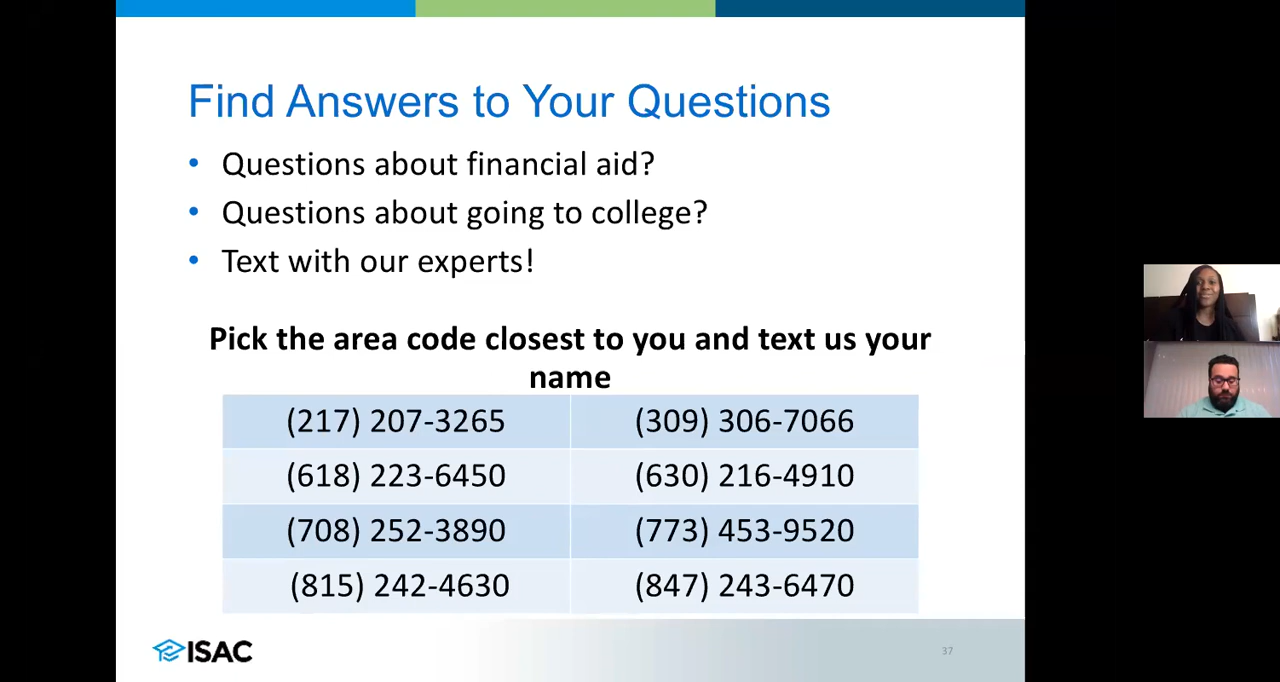 Find Answers to Your Questions
• Questions about financial aid?
• Questions about going to college?
• Text with our experts!
Pick the area code closest to you and text us your
name
(217) 207-3265 (309) 306-7066
(618) 223-6450 (630) 216-4910
(708) 252-3890 (773) 453-9520
(815) 242-4630 (847) 243-6470
ISAC
37